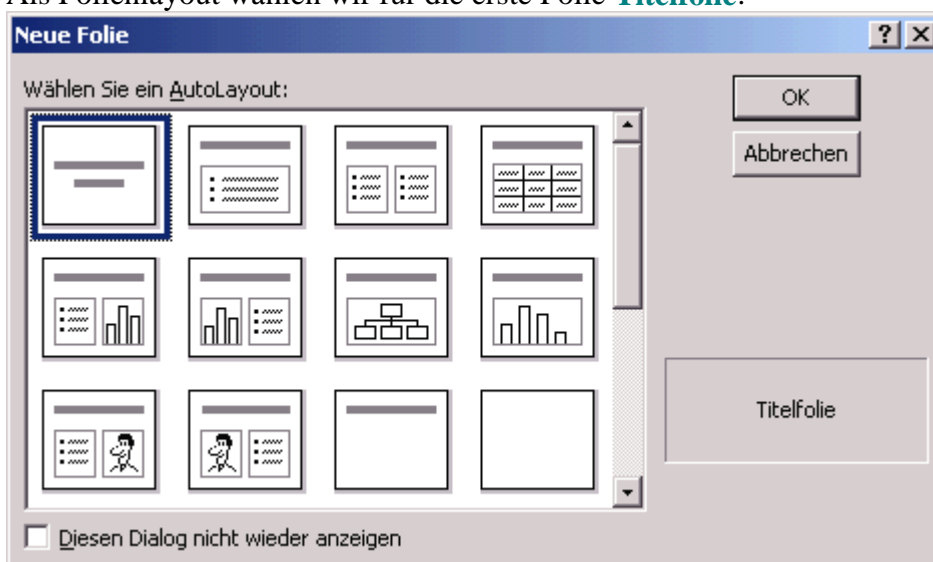 Als Folienlayout wählen wir für die erste Folie Titelfolie.
Neue Folie
Wählen Sie ein AutoLayout:
OK
Abbrechen
Titelfolie
Diesen Dialog nicht wieder anzeigen